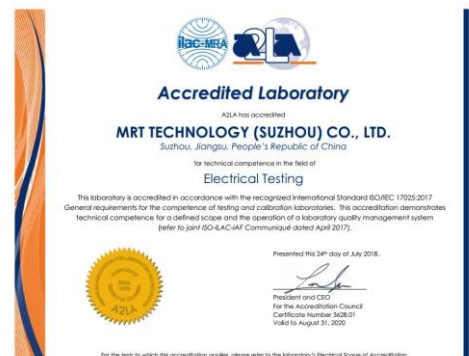 ilac-MRA
A2LA
Accredited Laboratory
A2LA has accredited
MRT TECHNOLOGY (SUZHOU) CO., LTD.
Suzhou, Jiangsu, People's Republic of China
for technical competence in the field of
Electrical Testing
This laboratory is accredited in accordance with the recognized International Standard ISO/IEC 17025:2017
General requirements for the competence of testing and calibration laboratories. This accreditation demonstrates
technical competence for a defined scope and the operation of a laboratory quality management system
(refer to joint ISO-ILAC-IAF Communiqué dated April 2017).
Presented this 24th day of July 2018.
President and CEO
For the Accreditation Council
Certificate Number 3628.01
Valid to August 31, 2020
SEAL
A2LA
For the tests to which this accreditation applies, please refer to the laboratory's Electrical Scope of Accreditation.